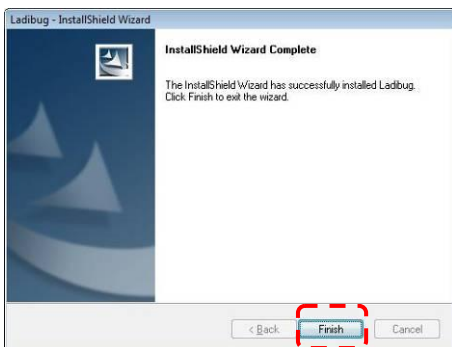 Ladibug - InstallShield Wizard
InstallShield Wizard Complete
The InstallShield Wizard has successfully installed Ladibug.
Click Finish to exit the wizard.
< Back
Finish
Cancel